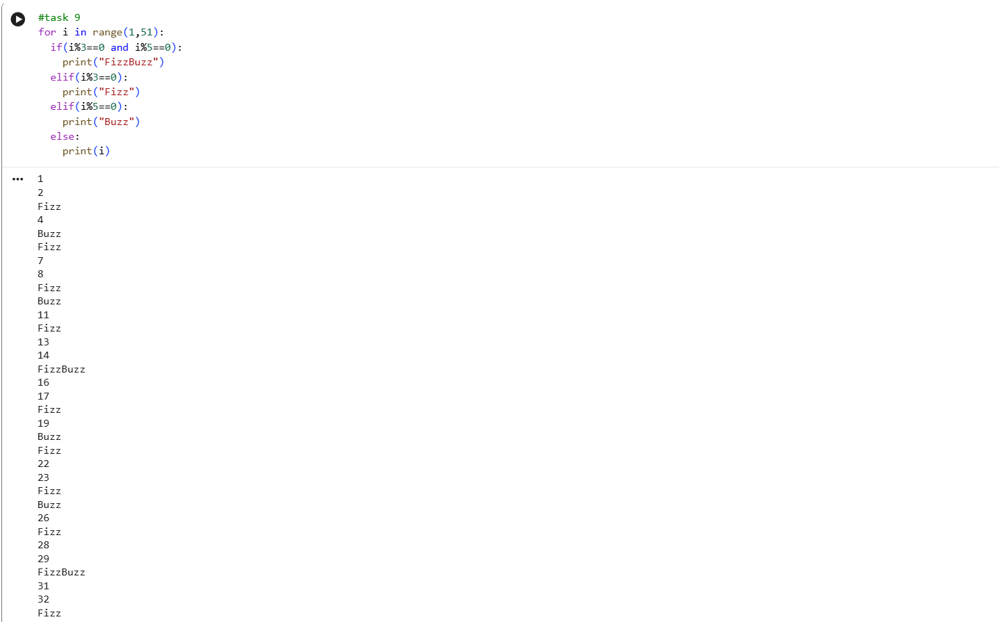 #task 9
for i in range(1,51):
  if(i%3==0 and i%5==0):
    print("FizzBuzz")
  elif(i%3==0):
    print("Fizz")
  elif(i%5==0):
    print("Buzz")
  else:
    print(i)
1
2
Fizz
4
Buzz
Fizz
7
8
Fizz
Buzz
11
Fizz
13
14
FizzBuzz
16
17
Fizz
19
Buzz
Fizz
22
23
Fizz
Buzz
26
Fizz
28
29
FizzBuzz
31
32
Fizz